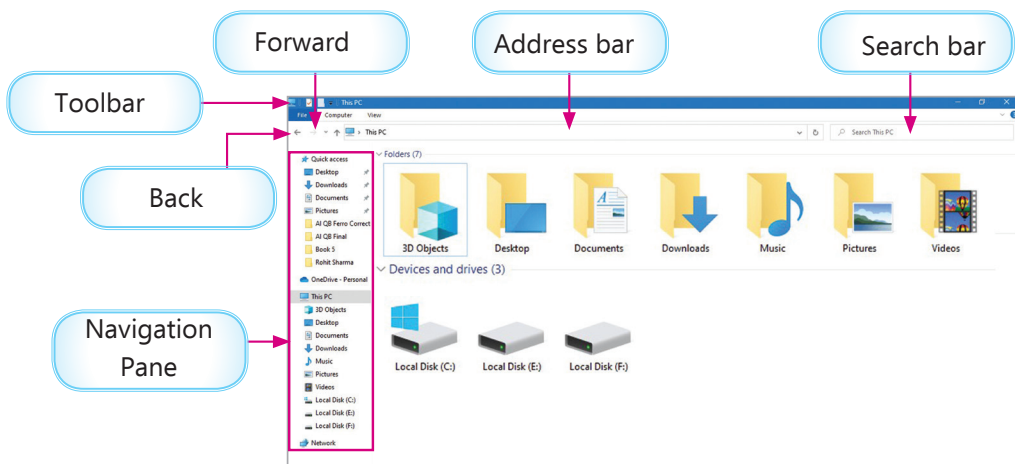 Forward
Address bar
Search bar
Toolbar
Back
Navigation
Pane
This PC
File
Computer
View
This PC
Search This PC
Quick access
Desktop
Downloads
Documents
Pictures
AI QB Ferro Correct
AI QB Final
Book 5
Rohit Sharma
OneDrive - Personal
This PC
3D Objects
Desktop
Documents
Downloads
Music
Pictures
Videos
Local Disk (C:)
Local Disk (E:)
Local Disk (F:)
Network
Folders (7)
3D Objects
Desktop
Documents
Downloads
Music
Pictures
Videos
Devices and drives (3)
Local Disk (C:)
Local Disk (E:)
Local Disk (F:)